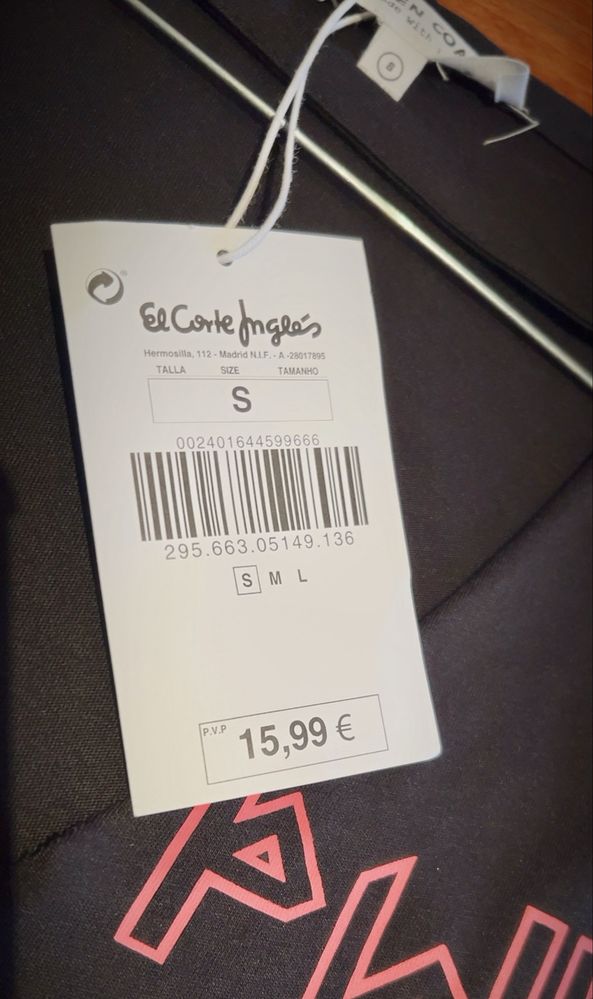 El Corte Inglés
Hermosilla, 112 - Madrid N.I.F. - A -28017895
TALLA SIZE TAMANHO
S
002401644599666
295.663.05149.136
S M L
P.V.P 15,99 €